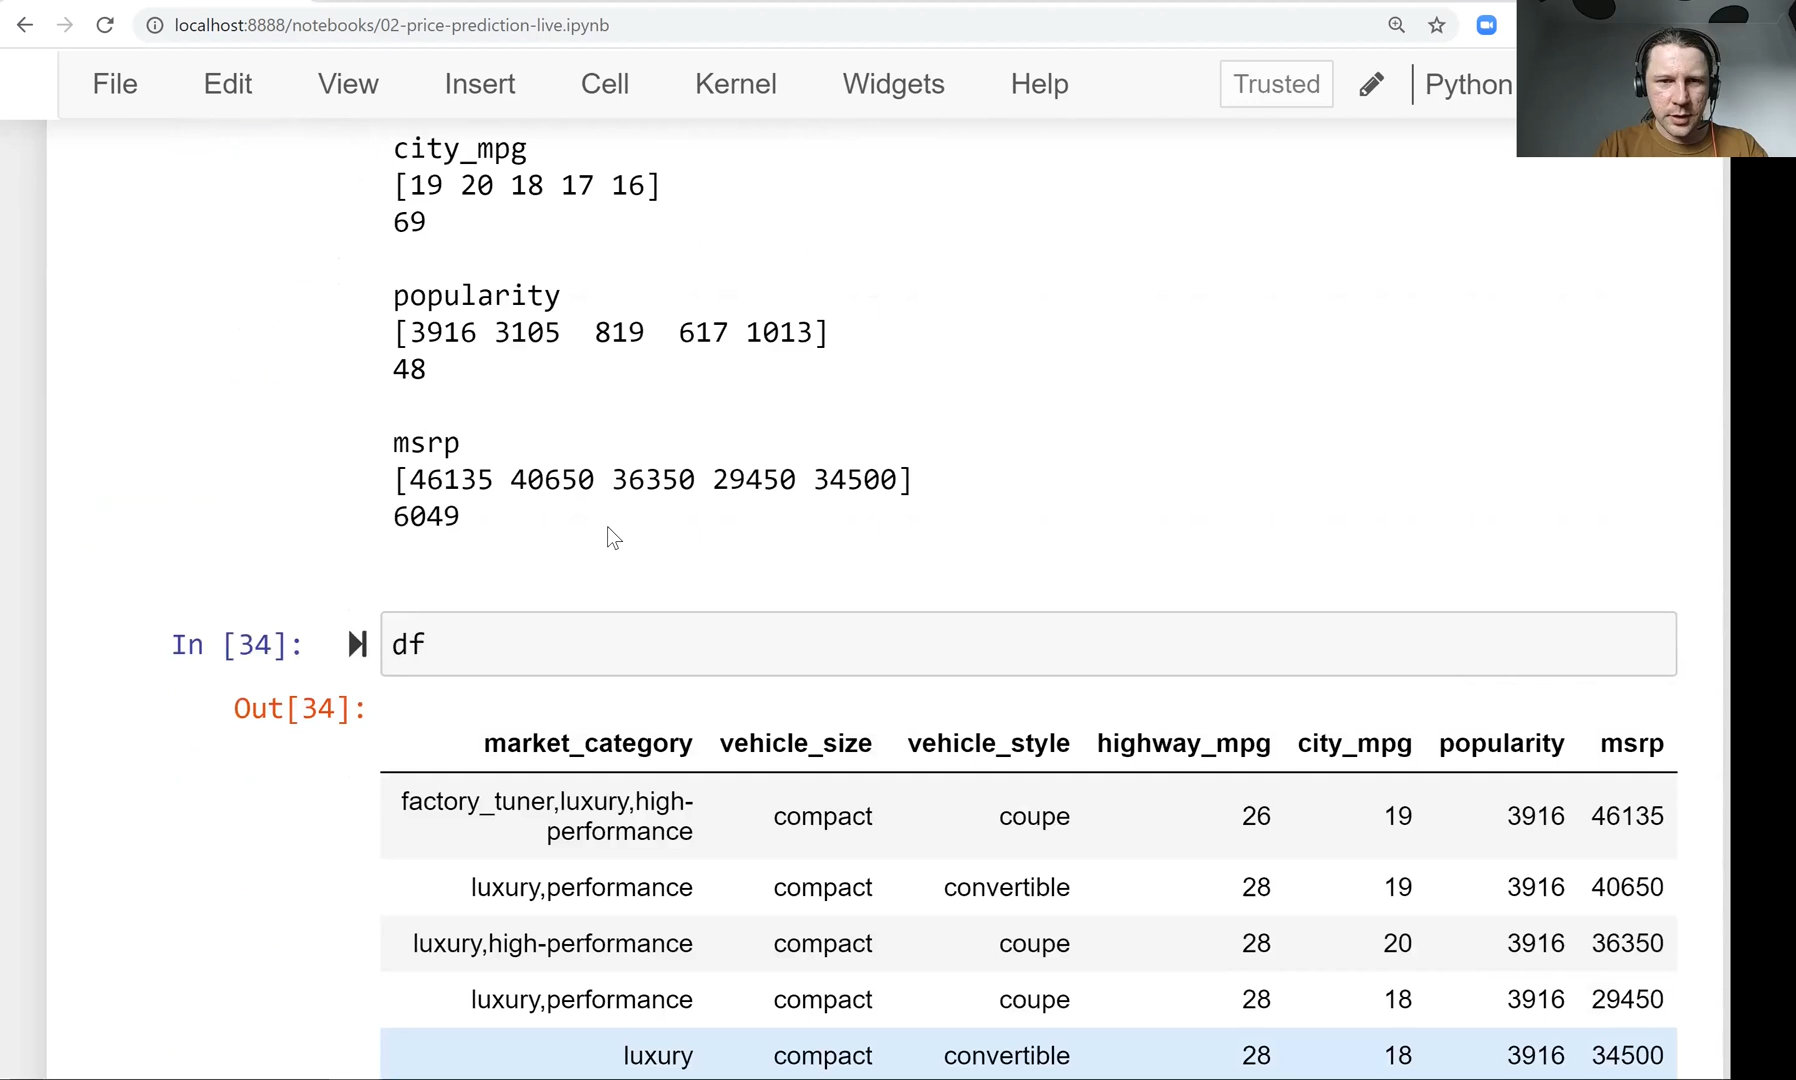 localhost:8888/notebooks/02-price-prediction-live.ipynb
File Edit View Insert Cell Kernel Widgets Help Trusted Python
city_mpg
[19 20 18 17 16]
69
popularity
[3916 3105  819  617 1013]
48
msrp
[46135 40650 36350 29450 34500]
6049
In [34]: df
Out[34]:
market_category vehicle_size vehicle_style highway_mpg city_mpg popularity msrp
factory_tuner,luxury,high-
performance compact coupe 26 19 3916 46135
luxury,performance compact convertible 28 19 3916 40650
luxury,high-performance compact coupe 28 20 3916 36350
luxury,performance compact coupe 28 18 3916 29450
luxury compact convertible 28 18 3916 34500